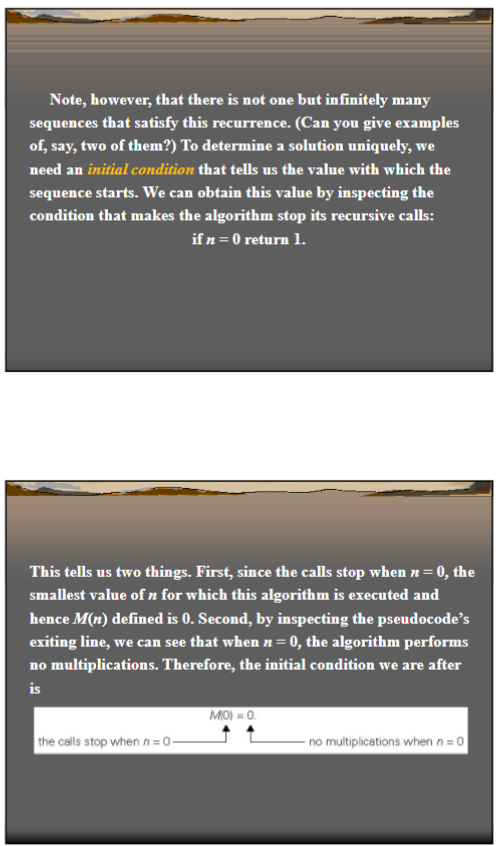 Note, however, that there is not one but infinitely many
sequences that satisfy this recurrence. (Can you give examples
of, say, two of them?) To determine a solution uniquely, we
need an initial condition that tells us the value with which the
sequence starts. We can obtain this value by inspecting the
condition that makes the algorithm stop its recursive calls:
if n = 0 return 1.
This tells us two things. First, since the calls stop when n = 0, the
smallest value of n for which this algorithm is executed and
hence M(n) defined is 0. Second, by inspecting the pseudocode's
exiting line, we can see that when n = 0, the algorithm performs
no multiplications. Therefore, the initial condition we are after
is
M(0) = 0.
the calls stop when n = 0 no multiplications when n = 0